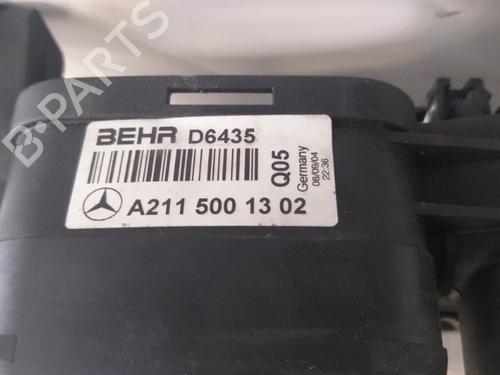 BEHR D6435
Q05
Germany
08/09/04
22:36
A211 500 13 02
B-Parts